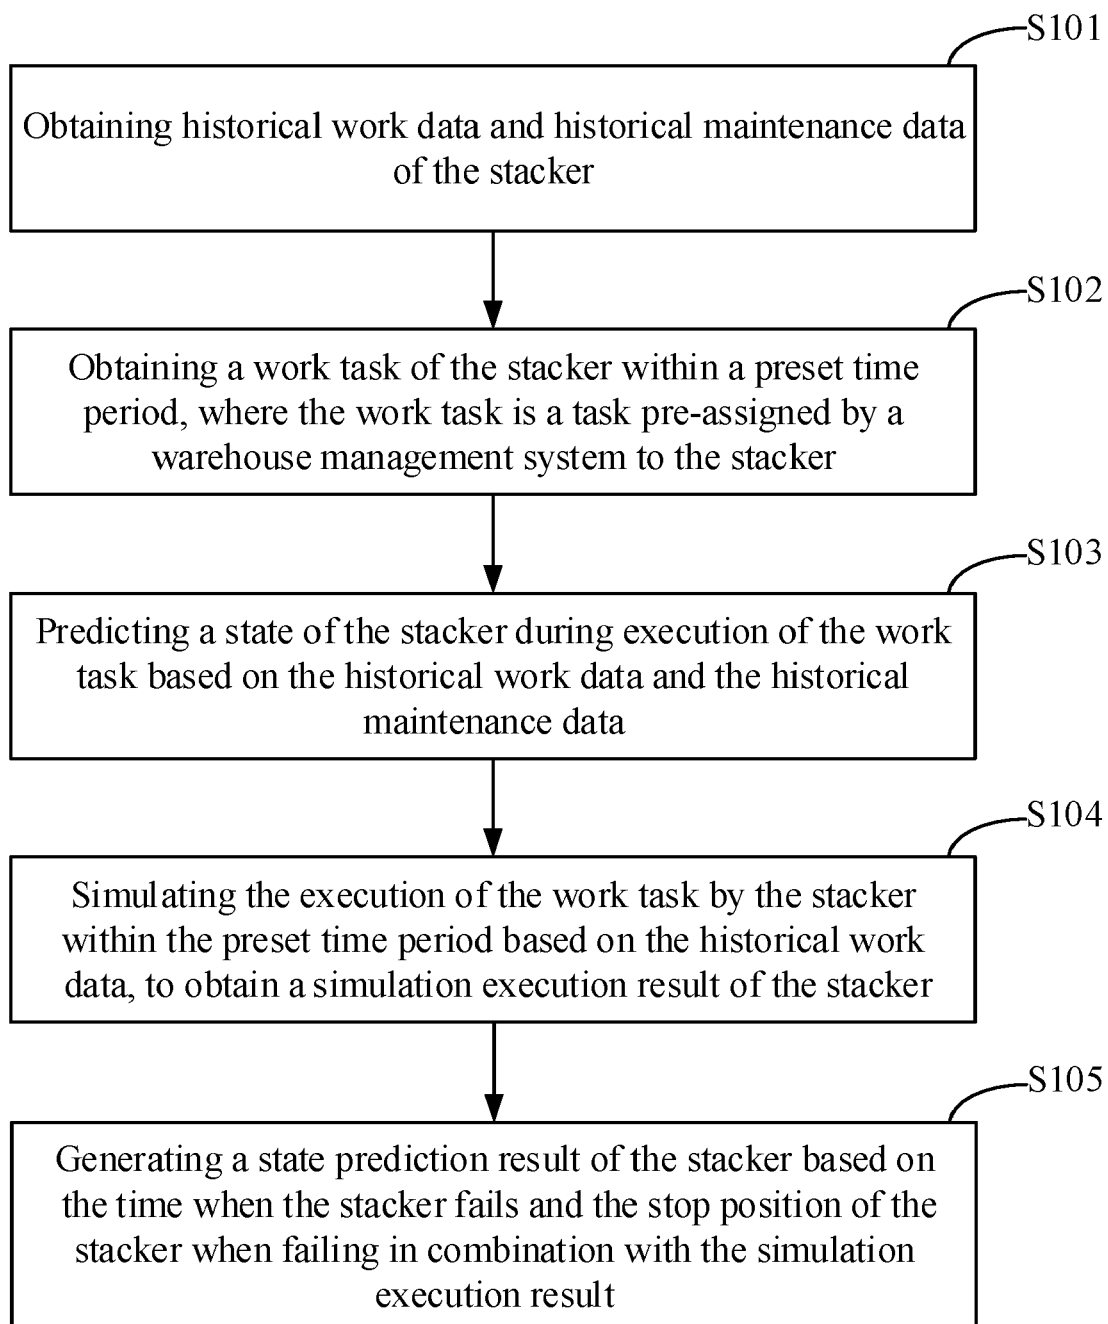 S101
Obtaining historical work data and historical maintenance data
of the stacker
S102
Obtaining a work task of the stacker within a preset time
period, where the work task is a task pre-assigned by a
warehouse management system to the stacker
S103
Predicting a state of the stacker during execution of the work
task based on the historical work data and the historical
maintenance data
S104
Simulating the execution of the work task by the stacker
within the preset time period based on the historical work
data, to obtain a simulation execution result of the stacker
S105
Generating a state prediction result of the stacker based on
the time when the stacker fails and the stop position of the
stacker when failing in combination with the simulation
execution result